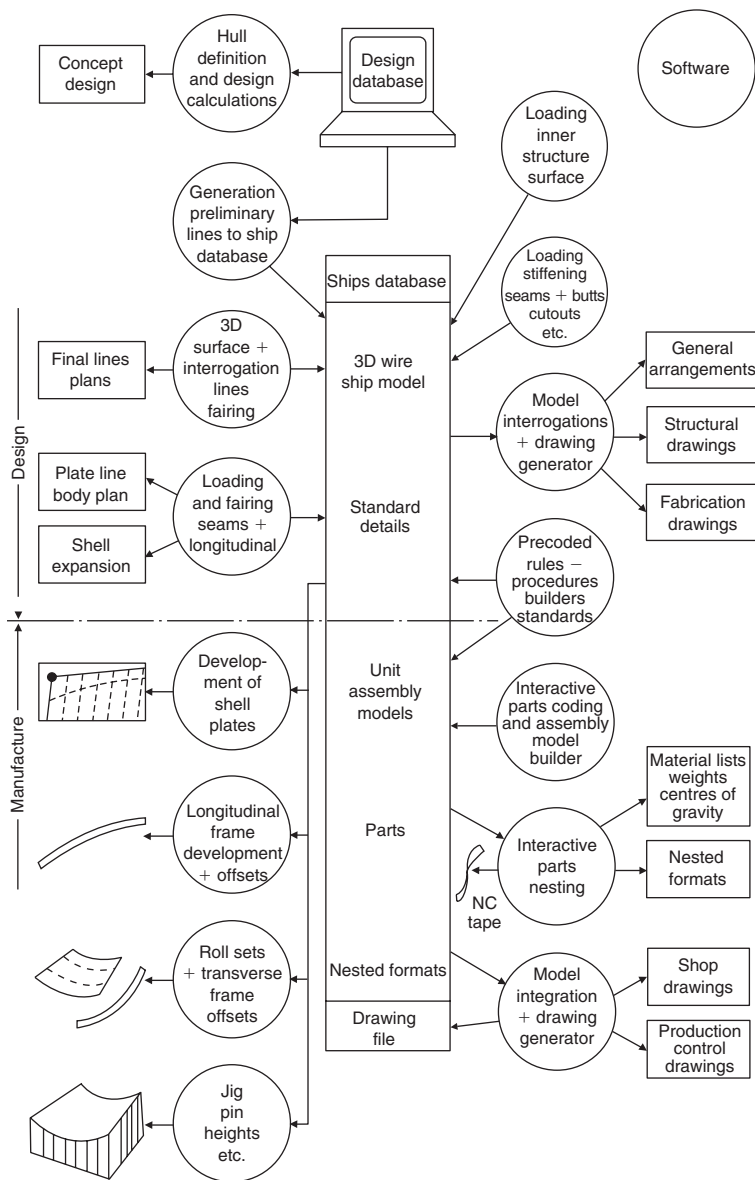 Concept
design
Hull
definition
and design
calculations
Design
database
Software
Loading
inner
structure
surface
Generation
preliminary
lines to ship
database
Loading
stiffening
seams + butts
cutouts
etc.
Ships database
Design
Final lines
plans
3D
surface +
interrogation
lines
fairing
3D wire
ship model
General
arrangements
Model
interrogations
+ drawing
generator
Structural
drawings
Fabrication
drawings
Plate line
body plan
Shell
expansion
Loading
and fairing
seams +
longitudinal
Standard
details
Precoded
rules –
procedures
builders
standards
Manufacture
Develop-
ment of
shell
plates
Unit
assembly
models
Interactive
parts coding
and assembly
model
builder
Longitudinal
frame
development
+ offsets
Parts
NC
tape
Interactive
parts
nesting
Material lists
weights
centres of
gravity
Nested
formats
Roll sets
+ transverse
frame
offsets
Nested formats
Drawing
file
Model
integration
+ drawing
generator
Shop
drawings
Production
control
drawings
Jig
pin
heights
etc.